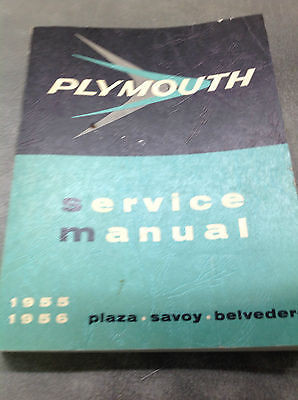 PLYMOUTH
service
manual
1955
1956 plaza • savoy • belveder